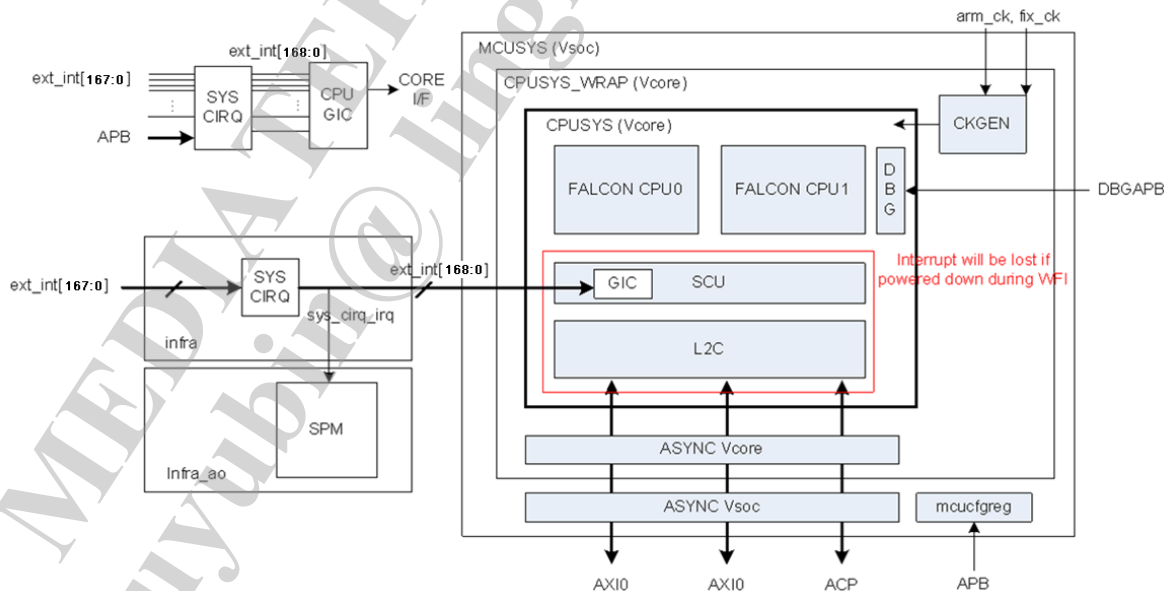 arm_ck, fix_ck
MCUSYS (Vsoc)
ext_int[168:0]
ext_int[167:0]
SYS
CIRQ
CPU
GIC
CORE
I/F
APB
CPUSYS_WRAP (Vcore)
CKGEN
CPUSYS (Vcore)
FALCON CPU0
FALCON CPU1
D
B
G
DBGAPB
ext_int[167:0]
SYS
CIRQ
ext_int[168:0]
sys_cirq_irq
infra
GIC
SCU
Interrupt will be lost if
powered down during WFI
L2C
SPM
Infra_ao
ASYNC Vcore
ASYNC Vsoc
mcucfgreg
AXI0
AXI0
ACP
APB